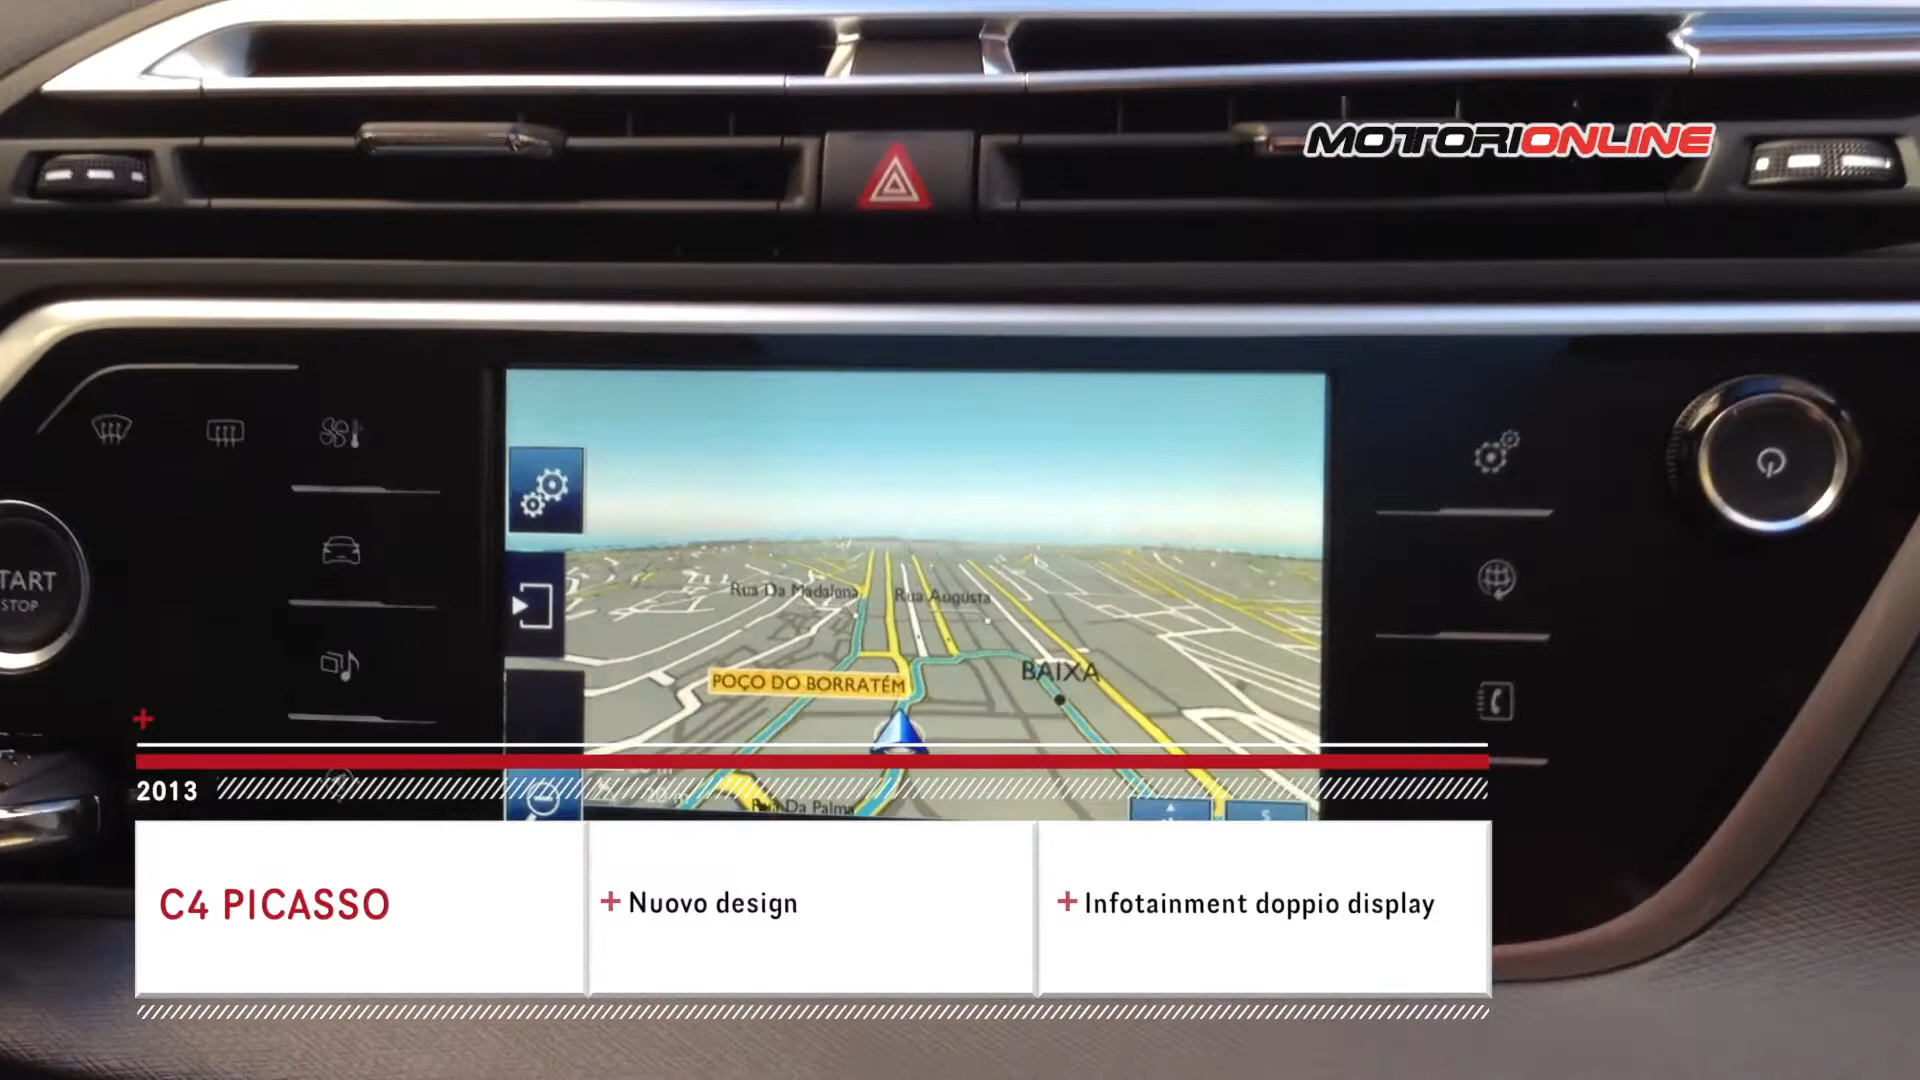 MOTORIONLINE
START
STOP
Rua Da Madalena
Rua Augusta
BAIXA
POÇO DO BORRATÉM
Rua Da Palma
2013
C4 PICASSO
+ Nuovo design
+ Infotainment doppio display